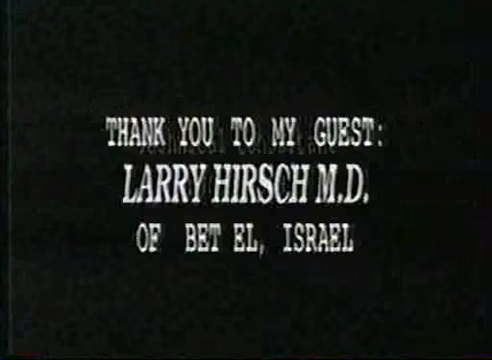 THANK YOU TO MY GUEST:
LARRY HIRSCH M.D.
OF BET EL, ISRAEL